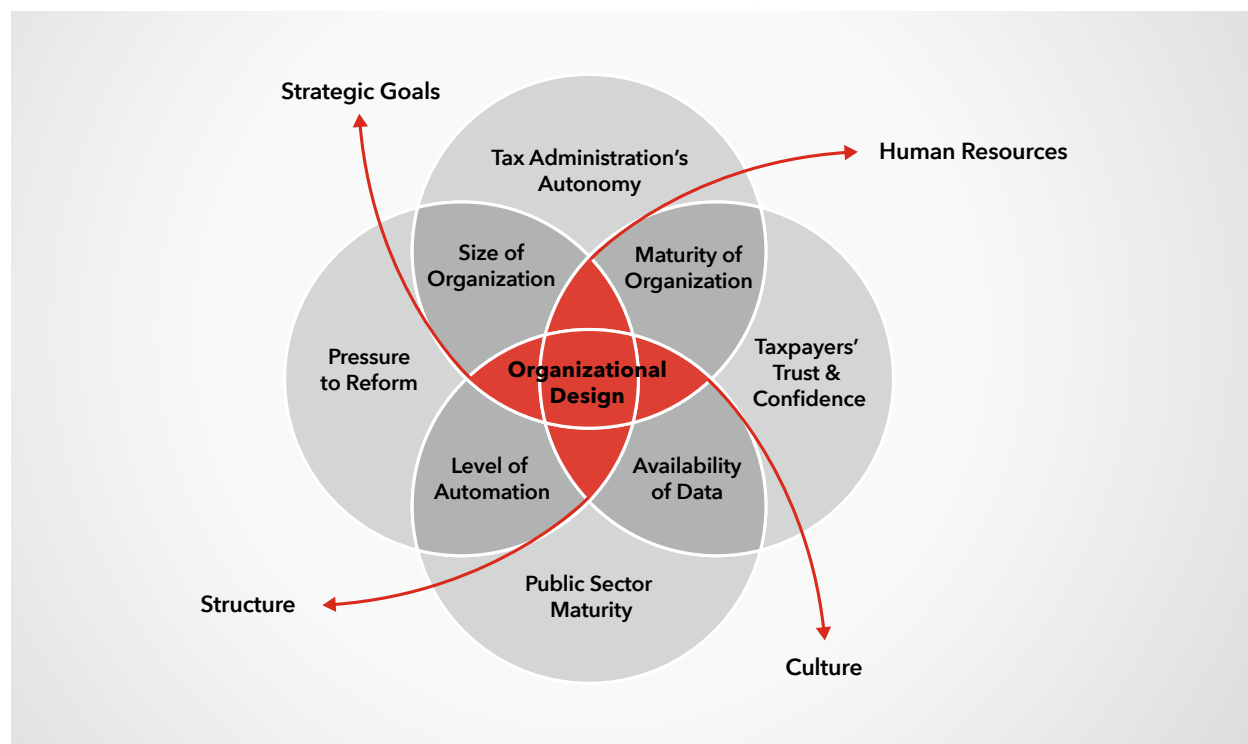 Strategic Goals
Human Resources
Tax Administration's
Autonomy
Size of
Organization
Maturity of
Organization
Pressure
to Reform
Organizational
Design
Taxpayers'
Trust &
Confidence
Level of
Automation
Availability
of Data
Structure
Public Sector
Maturity
Culture